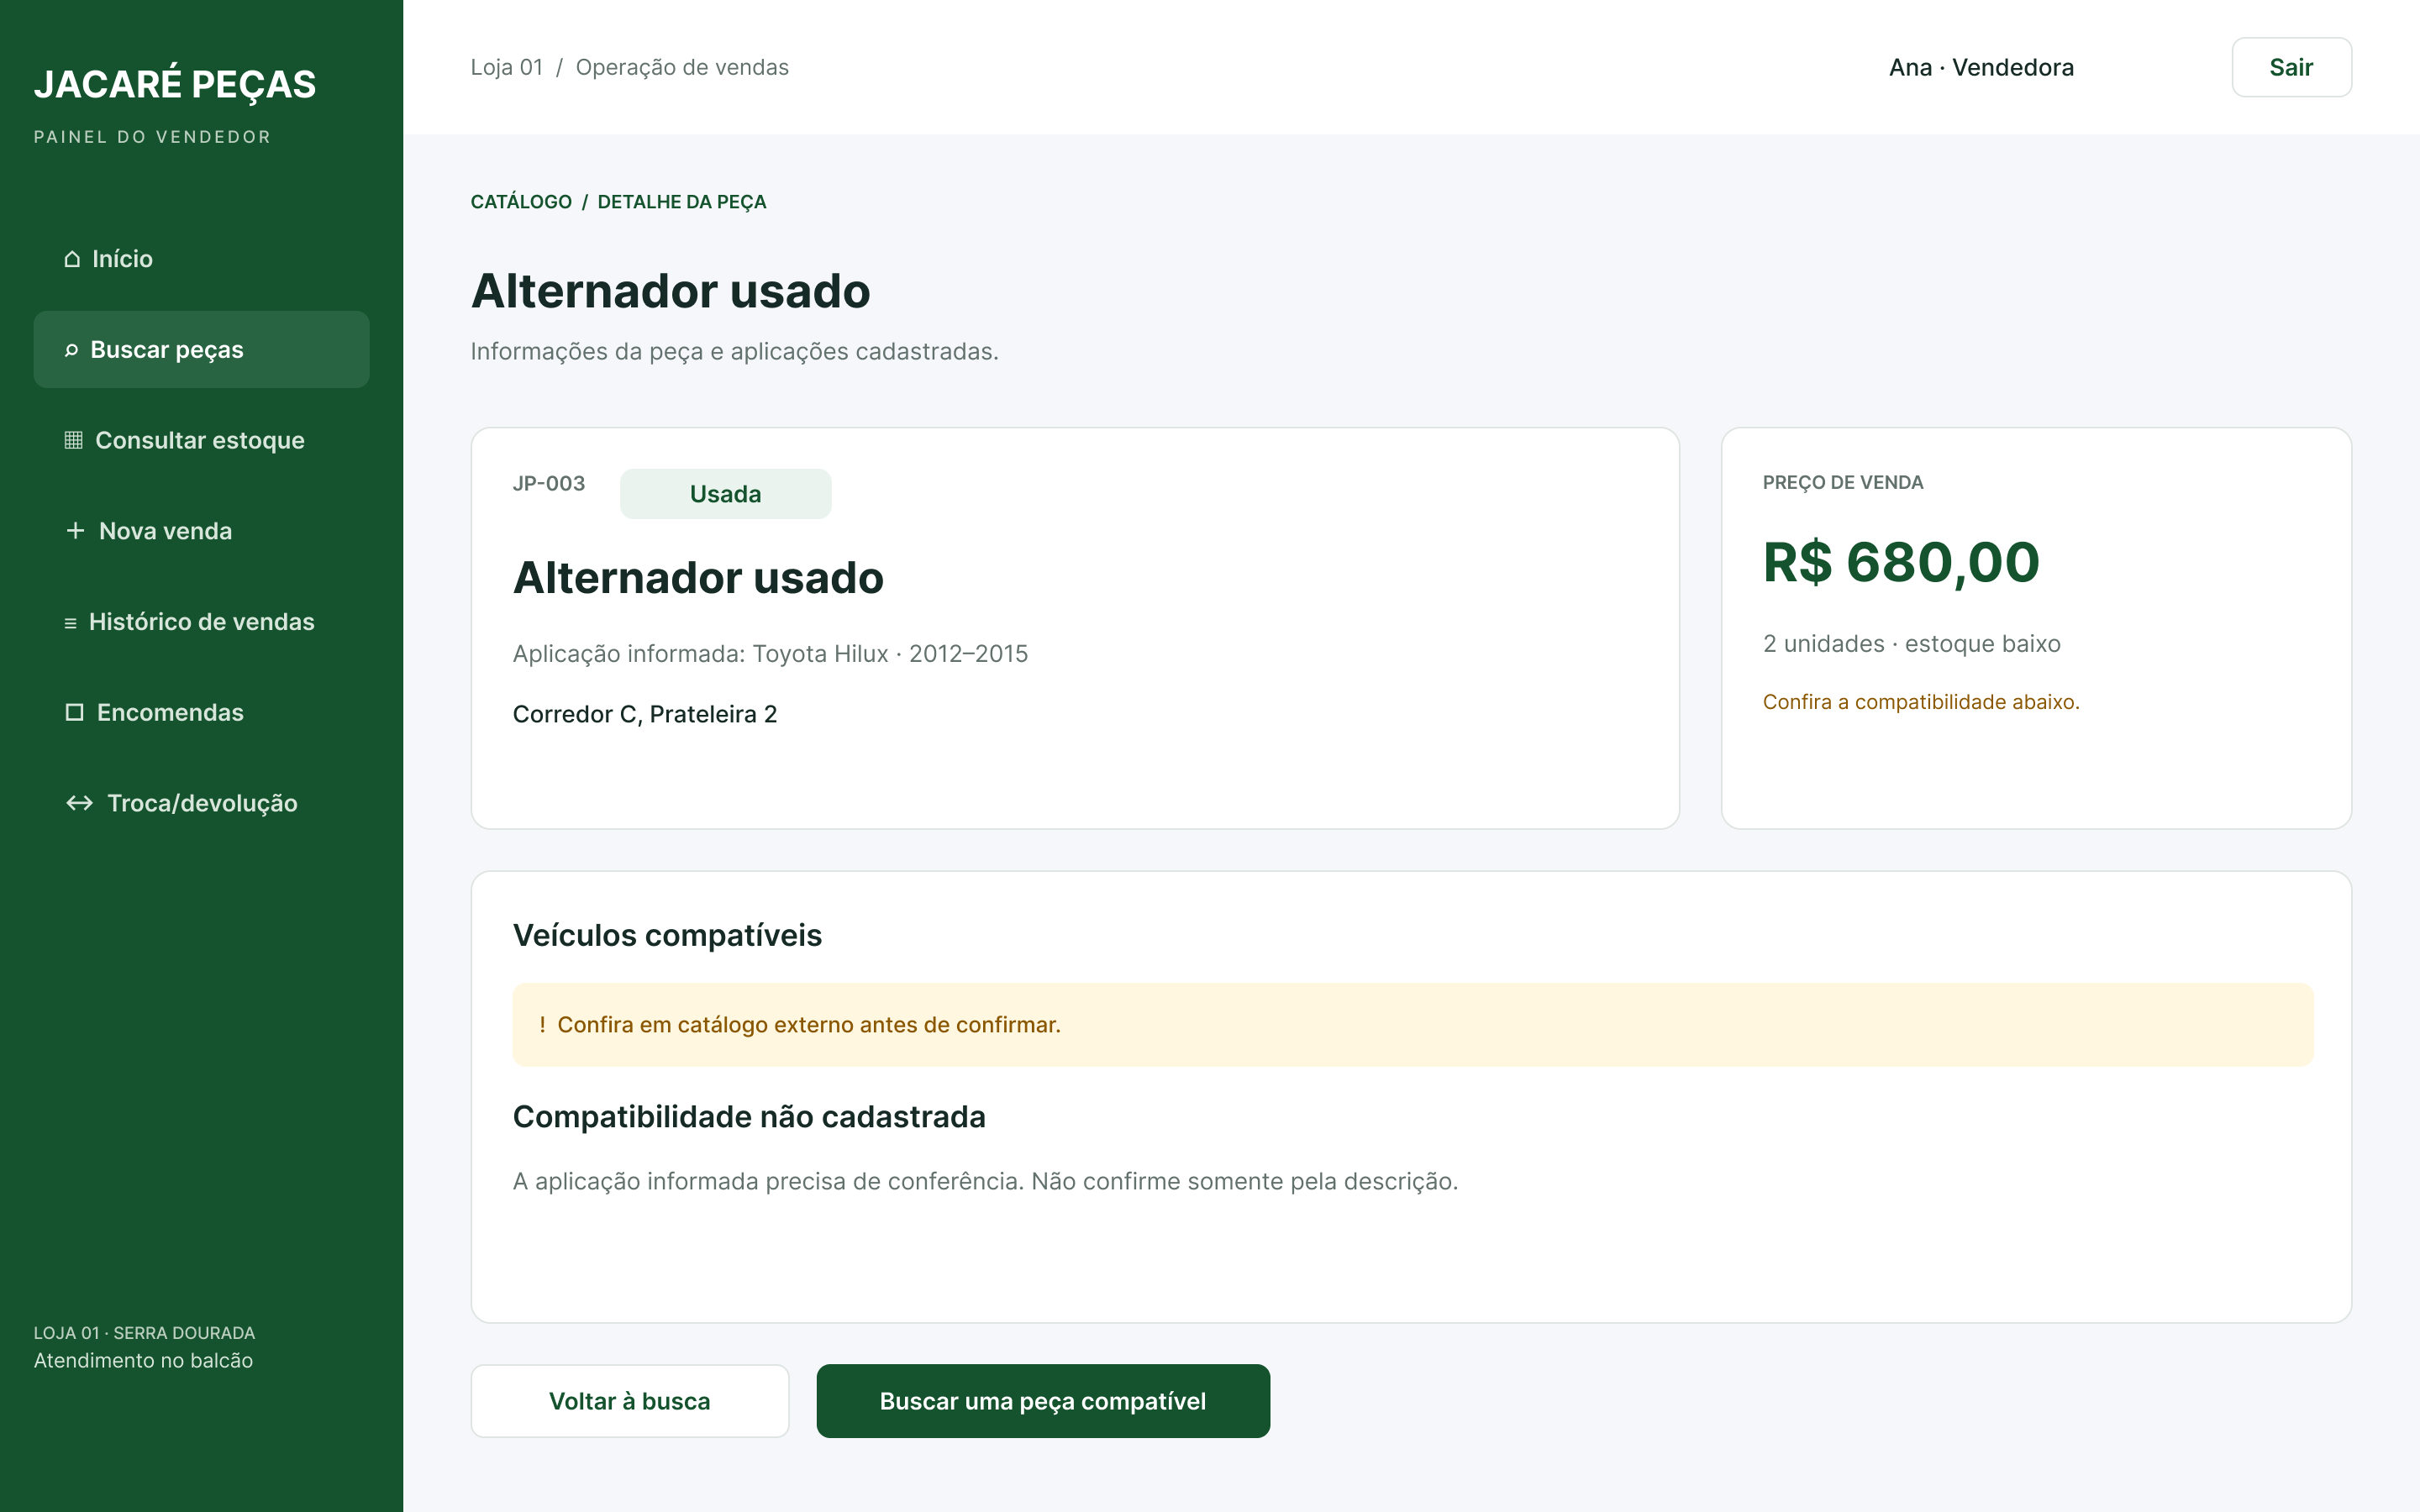 JACARÉ PEÇAS
PAINEL DO VENDEDOR
Início
Buscar peças
Consultar estoque
+ Nova venda
Histórico de vendas
Encomendas
Troca/devolução
LOJA 01 · SERRA DOURADA
Atendimento no balcão
Loja 01 / Operação de vendas
Ana · Vendedora
Sair
CATÁLOGO / DETALHE DA PEÇA
Alternador usado
Informações da peça e aplicações cadastradas.
JP-003
Usada
Alternador usado
Aplicação informada: Toyota Hilux · 2012–2015
Corredor C, Prateleira 2
PREÇO DE VENDA
R$ 680,00
2 unidades · estoque baixo
Confira a compatibilidade abaixo.
Veículos compatíveis
! Confira em catálogo externo antes de confirmar.
Compatibilidade não cadastrada
A aplicação informada precisa de conferência. Não confirme somente pela descrição.
Voltar à busca
Buscar uma peça compatível